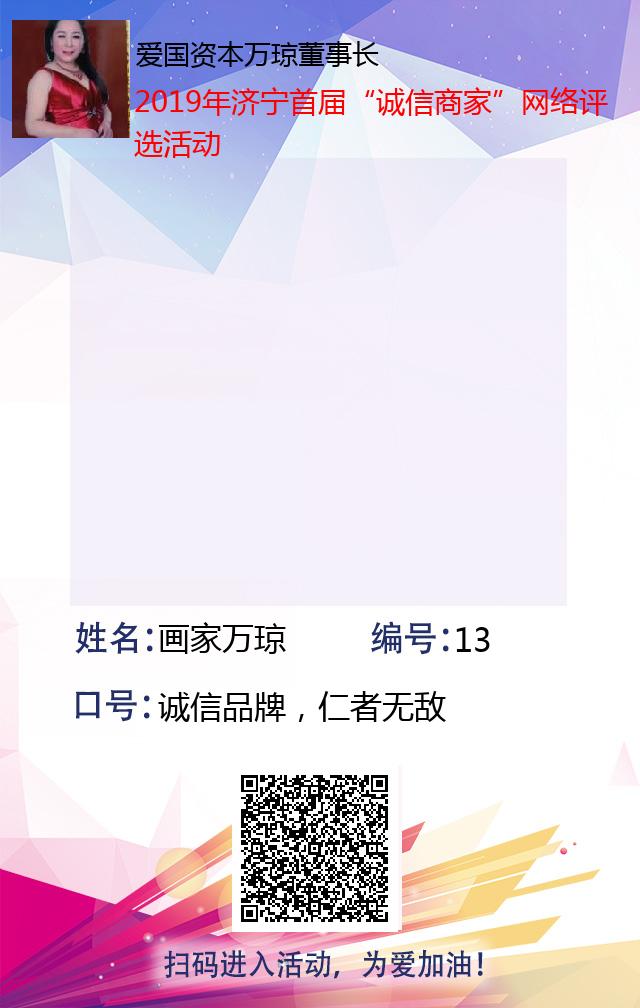 爱国资本万琼董事长
2019年济宁首届“诚信商家”网络评
选活动
姓名:画家万琼 编号:13
口号:诚信品牌，仁者无敌
扫码进入活动，为爱加油!